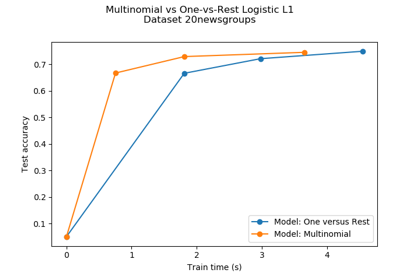 Multinomial vs One-vs-Rest Logistic L1
Dataset 20newsgroups
0.7
0.6
0.5
0.4
0.3
0.2
0.1
Test accuracy
Model: One versus Rest
Model: Multinomial
0
1
2
3
4
Train time (s)